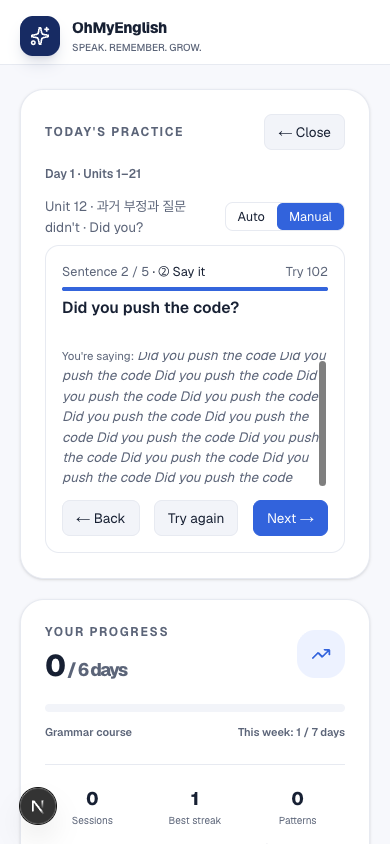 OhMyEnglish
SPEAK. REMEMBER. GROW.
TODAY'S PRACTICE
← Close
Day 1 · Units 1–21
Unit 12 · 과거 부정과 질문
didn't · Did you?
Auto
Manual
Sentence 2 / 5 · ② Say it
Try 102
Did you push the code?
You're saying: Did you push the code Did you
push the code Did you push the code Did
you push the code Did you push the code
Did you push the code Did you push the
code Did you push the code Did you push
the code Did you push the code Did you
push the code Did you push the code
← Back
Try again
Next →
YOUR PROGRESS
0 / 6 days
Grammar course
This week: 1 / 7 days
0
1
0
Sessions
Best streak
Patterns
N